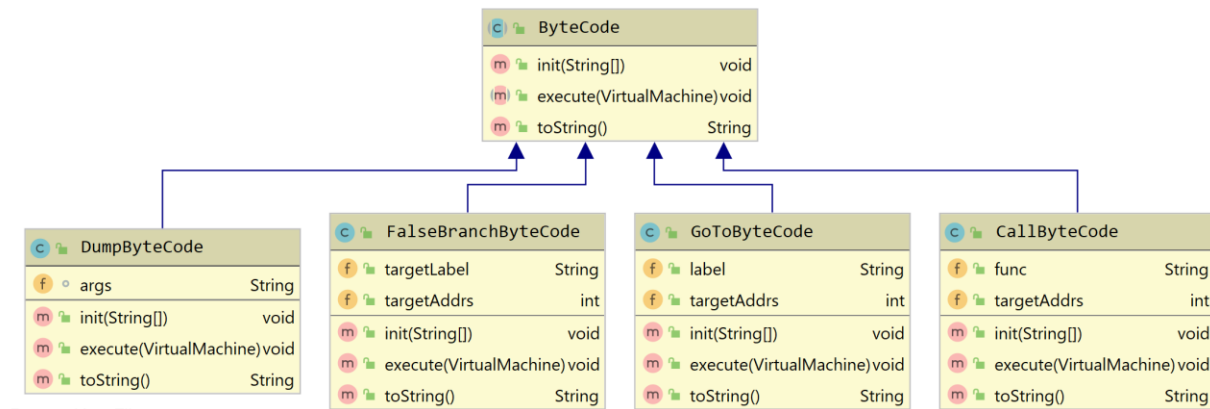 ByteCode
init(String[]) void
execute(VirtualMachine) void
toString() String
DumpByteCode
args String
init(String[]) void
execute(VirtualMachine) void
toString() String
FalseBranchByteCode
targetLabel String
targetAddrs int
init(String[]) void
execute(VirtualMachine) void
toString() String
GoToByteCode
label String
targetAddrs int
init(String[]) void
execute(VirtualMachine) void
toString() String
CallByteCode
func String
targetAddrs int
init(String[]) void
execute(VirtualMachine) void
toString() String